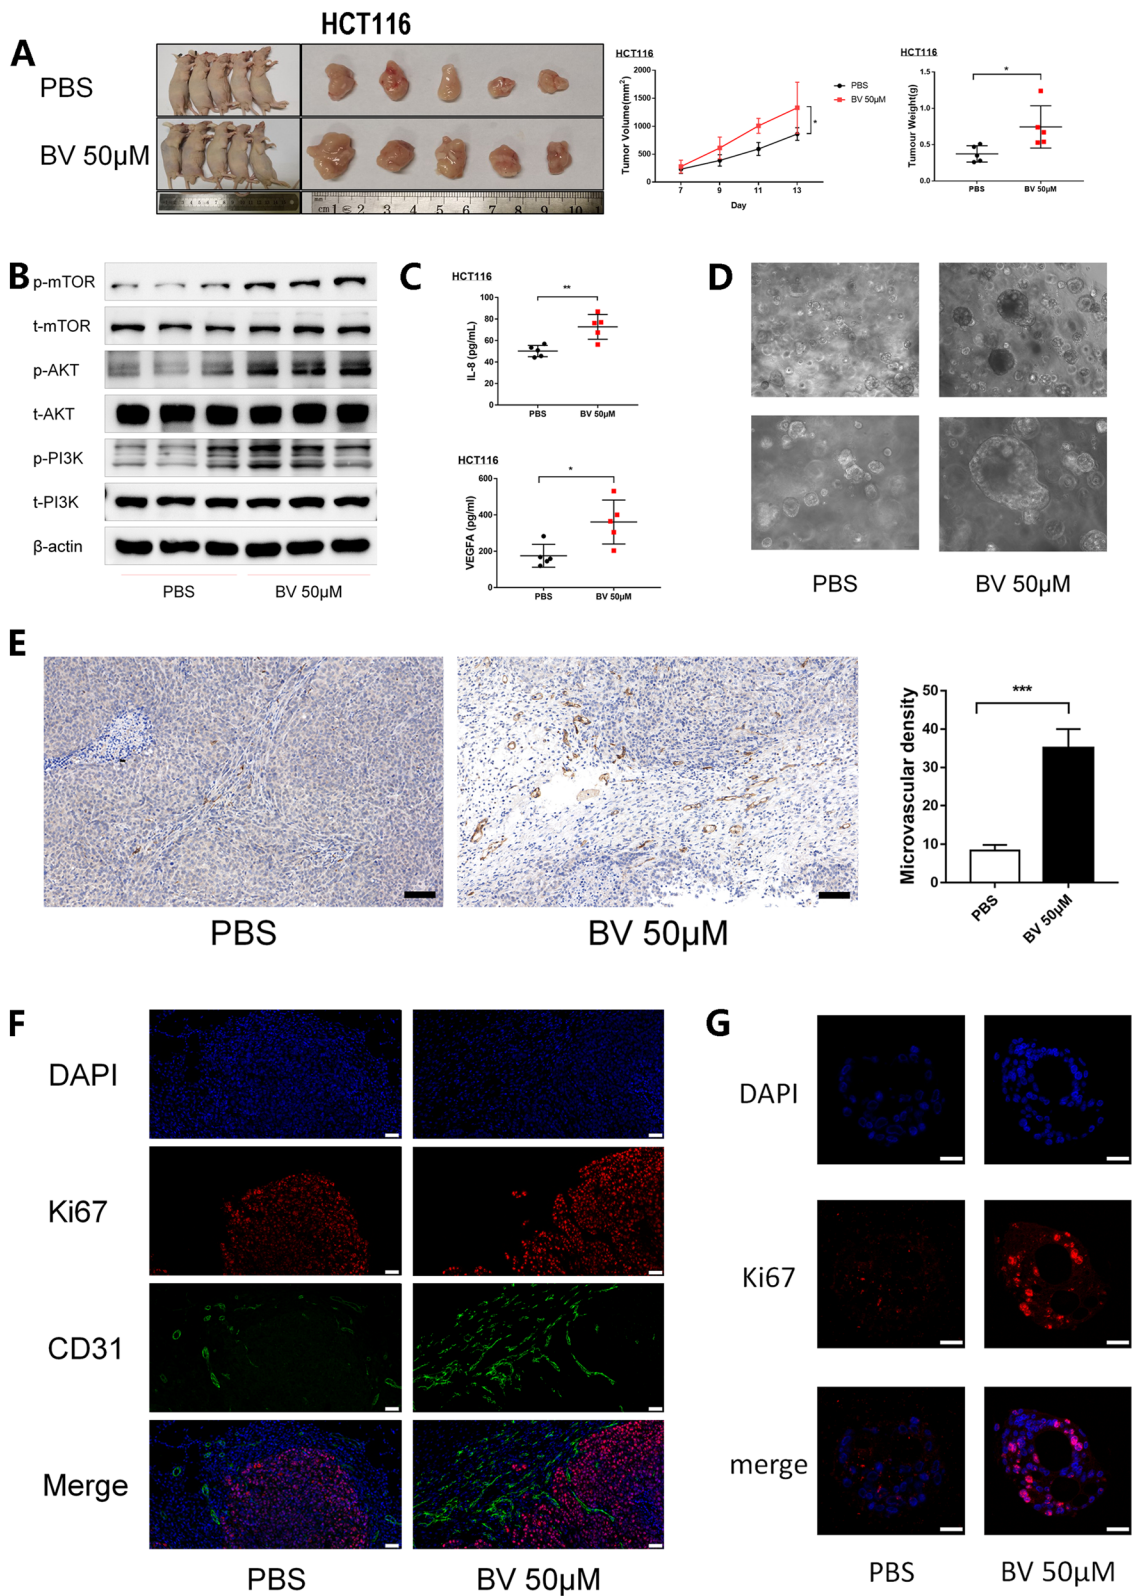 HCT116
A
PBS
BV 50μM
cm 1 2 3 4 5 6 7 8 9 10
HCT116
Tumor Volume(mm²)
2000
1500
1000
500
0
7 9 11 13
Day
PBS
BV 50μM
*
HCT116
Tumour Weight(g)
1.5
1.0
0.5
0.0
*
PBS
BV 50μM
B
p-mTOR
t-mTOR
p-AKT
t-AKT
p-PI3K
t-PI3K
β-actin
PBS
BV 50μM
C
HCT116
IL-8 (pg/mL)
100
80
60
40
20
0
**
PBS
BV 50μM
HCT116
VEGFA (pg/ml)
600
400
200
0
*
PBS
BV 50μM
D
PBS
BV 50μM
E
PBS
BV 50μM
Microvascular density
50
40
30
20
10
0
***
PBS
BV 50μM
F
DAPI
Ki67
CD31
Merge
PBS
BV 50μM
G
DAPI
Ki67
merge
PBS
BV 50μM